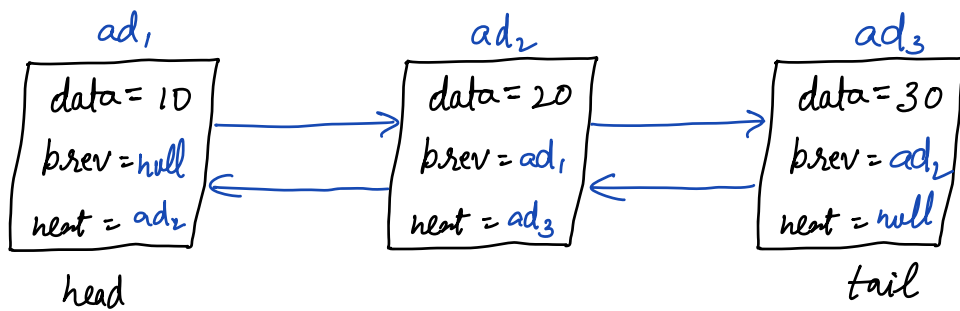 ad₁
data = 10
prev = null
next = ad₂
head
ad₂
data = 20
prev = ad₁
next = ad₃
ad₃
data = 30
prev = ad₂
next = null
tail